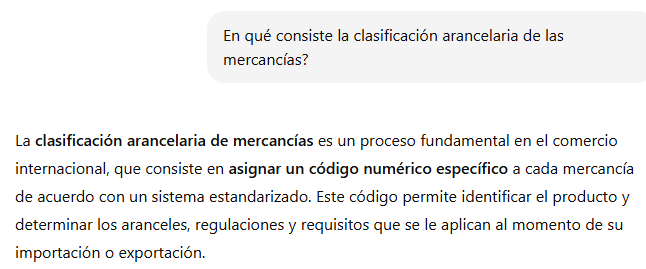 En qué consiste la clasificación arancelaria de las
mercancías?
La clasificación arancelaria de mercancías es un proceso fundamental en el comercio
internacional, que consiste en asignar un código numérico específico a cada mercancía
de acuerdo con un sistema estandarizado. Este código permite identificar el producto y
determinar los aranceles, regulaciones y requisitos que se le aplican al momento de su
importación o exportación.